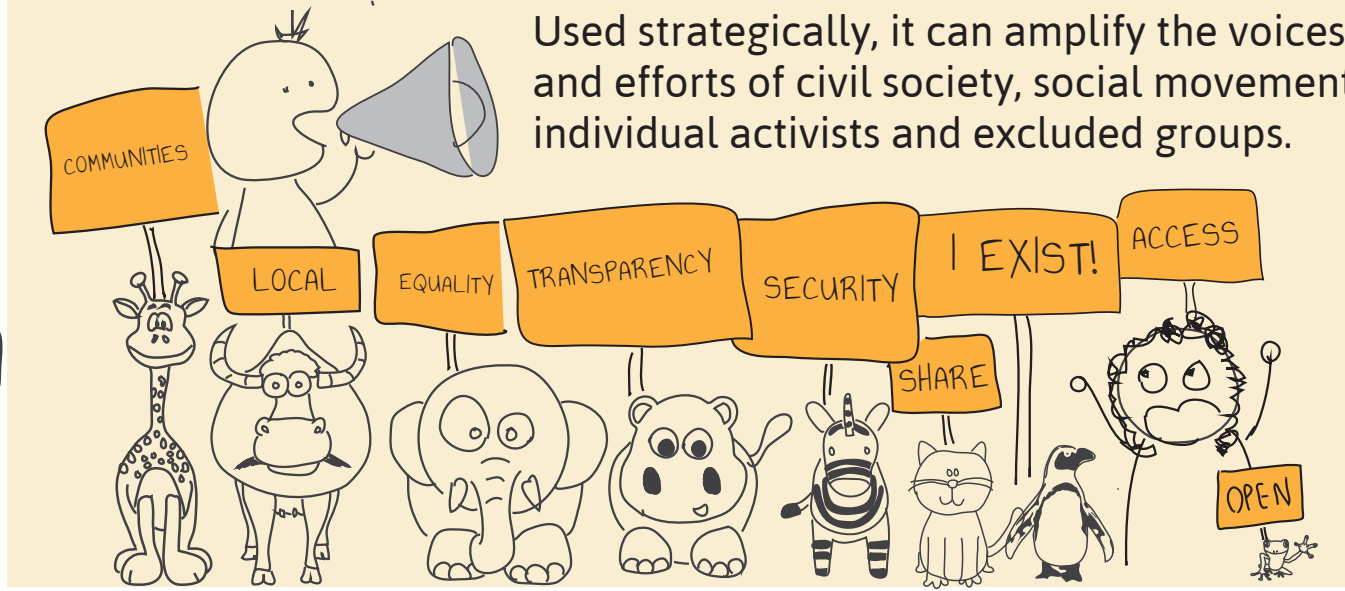 Used strategically, it can amplify the voices
and efforts of civil society, social movement
individual activists and excluded groups.
COMMUNITIES
LOCAL
EQUALITY
TRANSPARENCY
SECURITY
I EXIST!
ACCESS
SHARE
OPEN